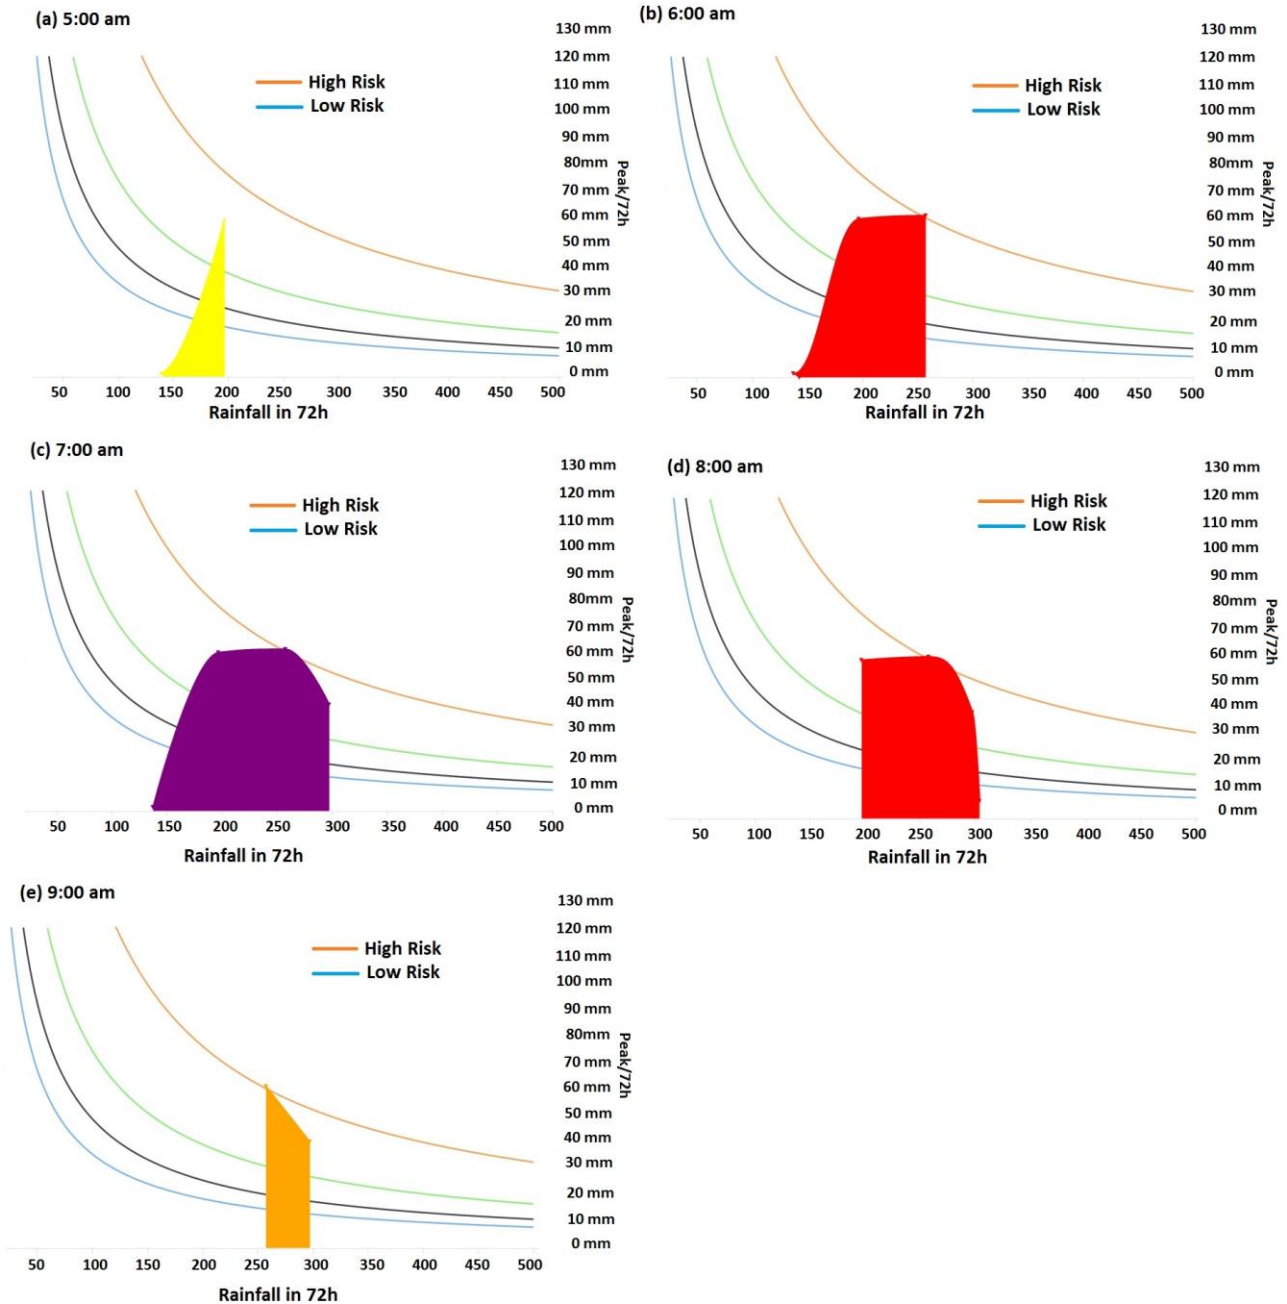 (a) 5:00 am
130 mm
120 mm
110 mm
100 mm
90 mm
80mm
70 mm
60 mm
50 mm
40 mm
30 mm
20 mm
10 mm
0 mm
High Risk
Low Risk
Peak/72h
50 100 150 200 250 300 350 400 450 500
Rainfall in 72h
(b) 6:00 am
130 mm
120 mm
110 mm
100 mm
90 mm
80mm
70 mm
60 mm
50 mm
40 mm
30 mm
20 mm
10 mm
0 mm
High Risk
Low Risk
Peak/72h
50 100 150 200 250 300 350 400 450 500
Rainfall in 72h
(c) 7:00 am
130 mm
120 mm
110 mm
100 mm
90 mm
80mm
70 mm
60 mm
50 mm
40 mm
30 mm
20 mm
10 mm
0 mm
High Risk
Low Risk
Peak/72h
50 100 150 200 250 300 350 400 450 500
Rainfall in 72h
(d) 8:00 am
130 mm
120 mm
110 mm
100 mm
90 mm
80mm
70 mm
60 mm
50 mm
40 mm
30 mm
20 mm
10 mm
0 mm
High Risk
Low Risk
Peak/72h
50 100 150 200 250 300 350 400 450 500
Rainfall in 72h
(e) 9:00 am
130 mm
120 mm
110 mm
100 mm
90 mm
80mm
70 mm
60 mm
50 mm
40 mm
30 mm
20 mm
10 mm
0 mm
High Risk
Low Risk
Peak/72h
50 100 150 200 250 300 350 400 450 500
Rainfall in 72h